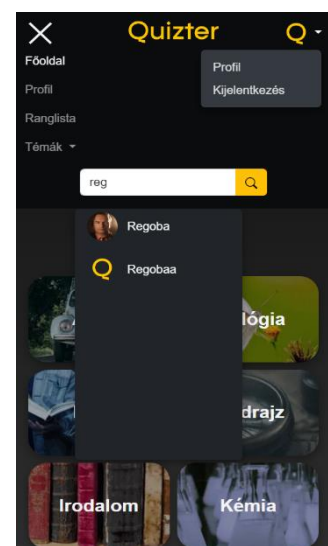 Quizter
Q
Főoldal
Profil
Profil
Kijelentkezés
Ranglista
Témák
reg
Regoba
Q Regobaa
lógia
drajz
Irodalom
Kémia